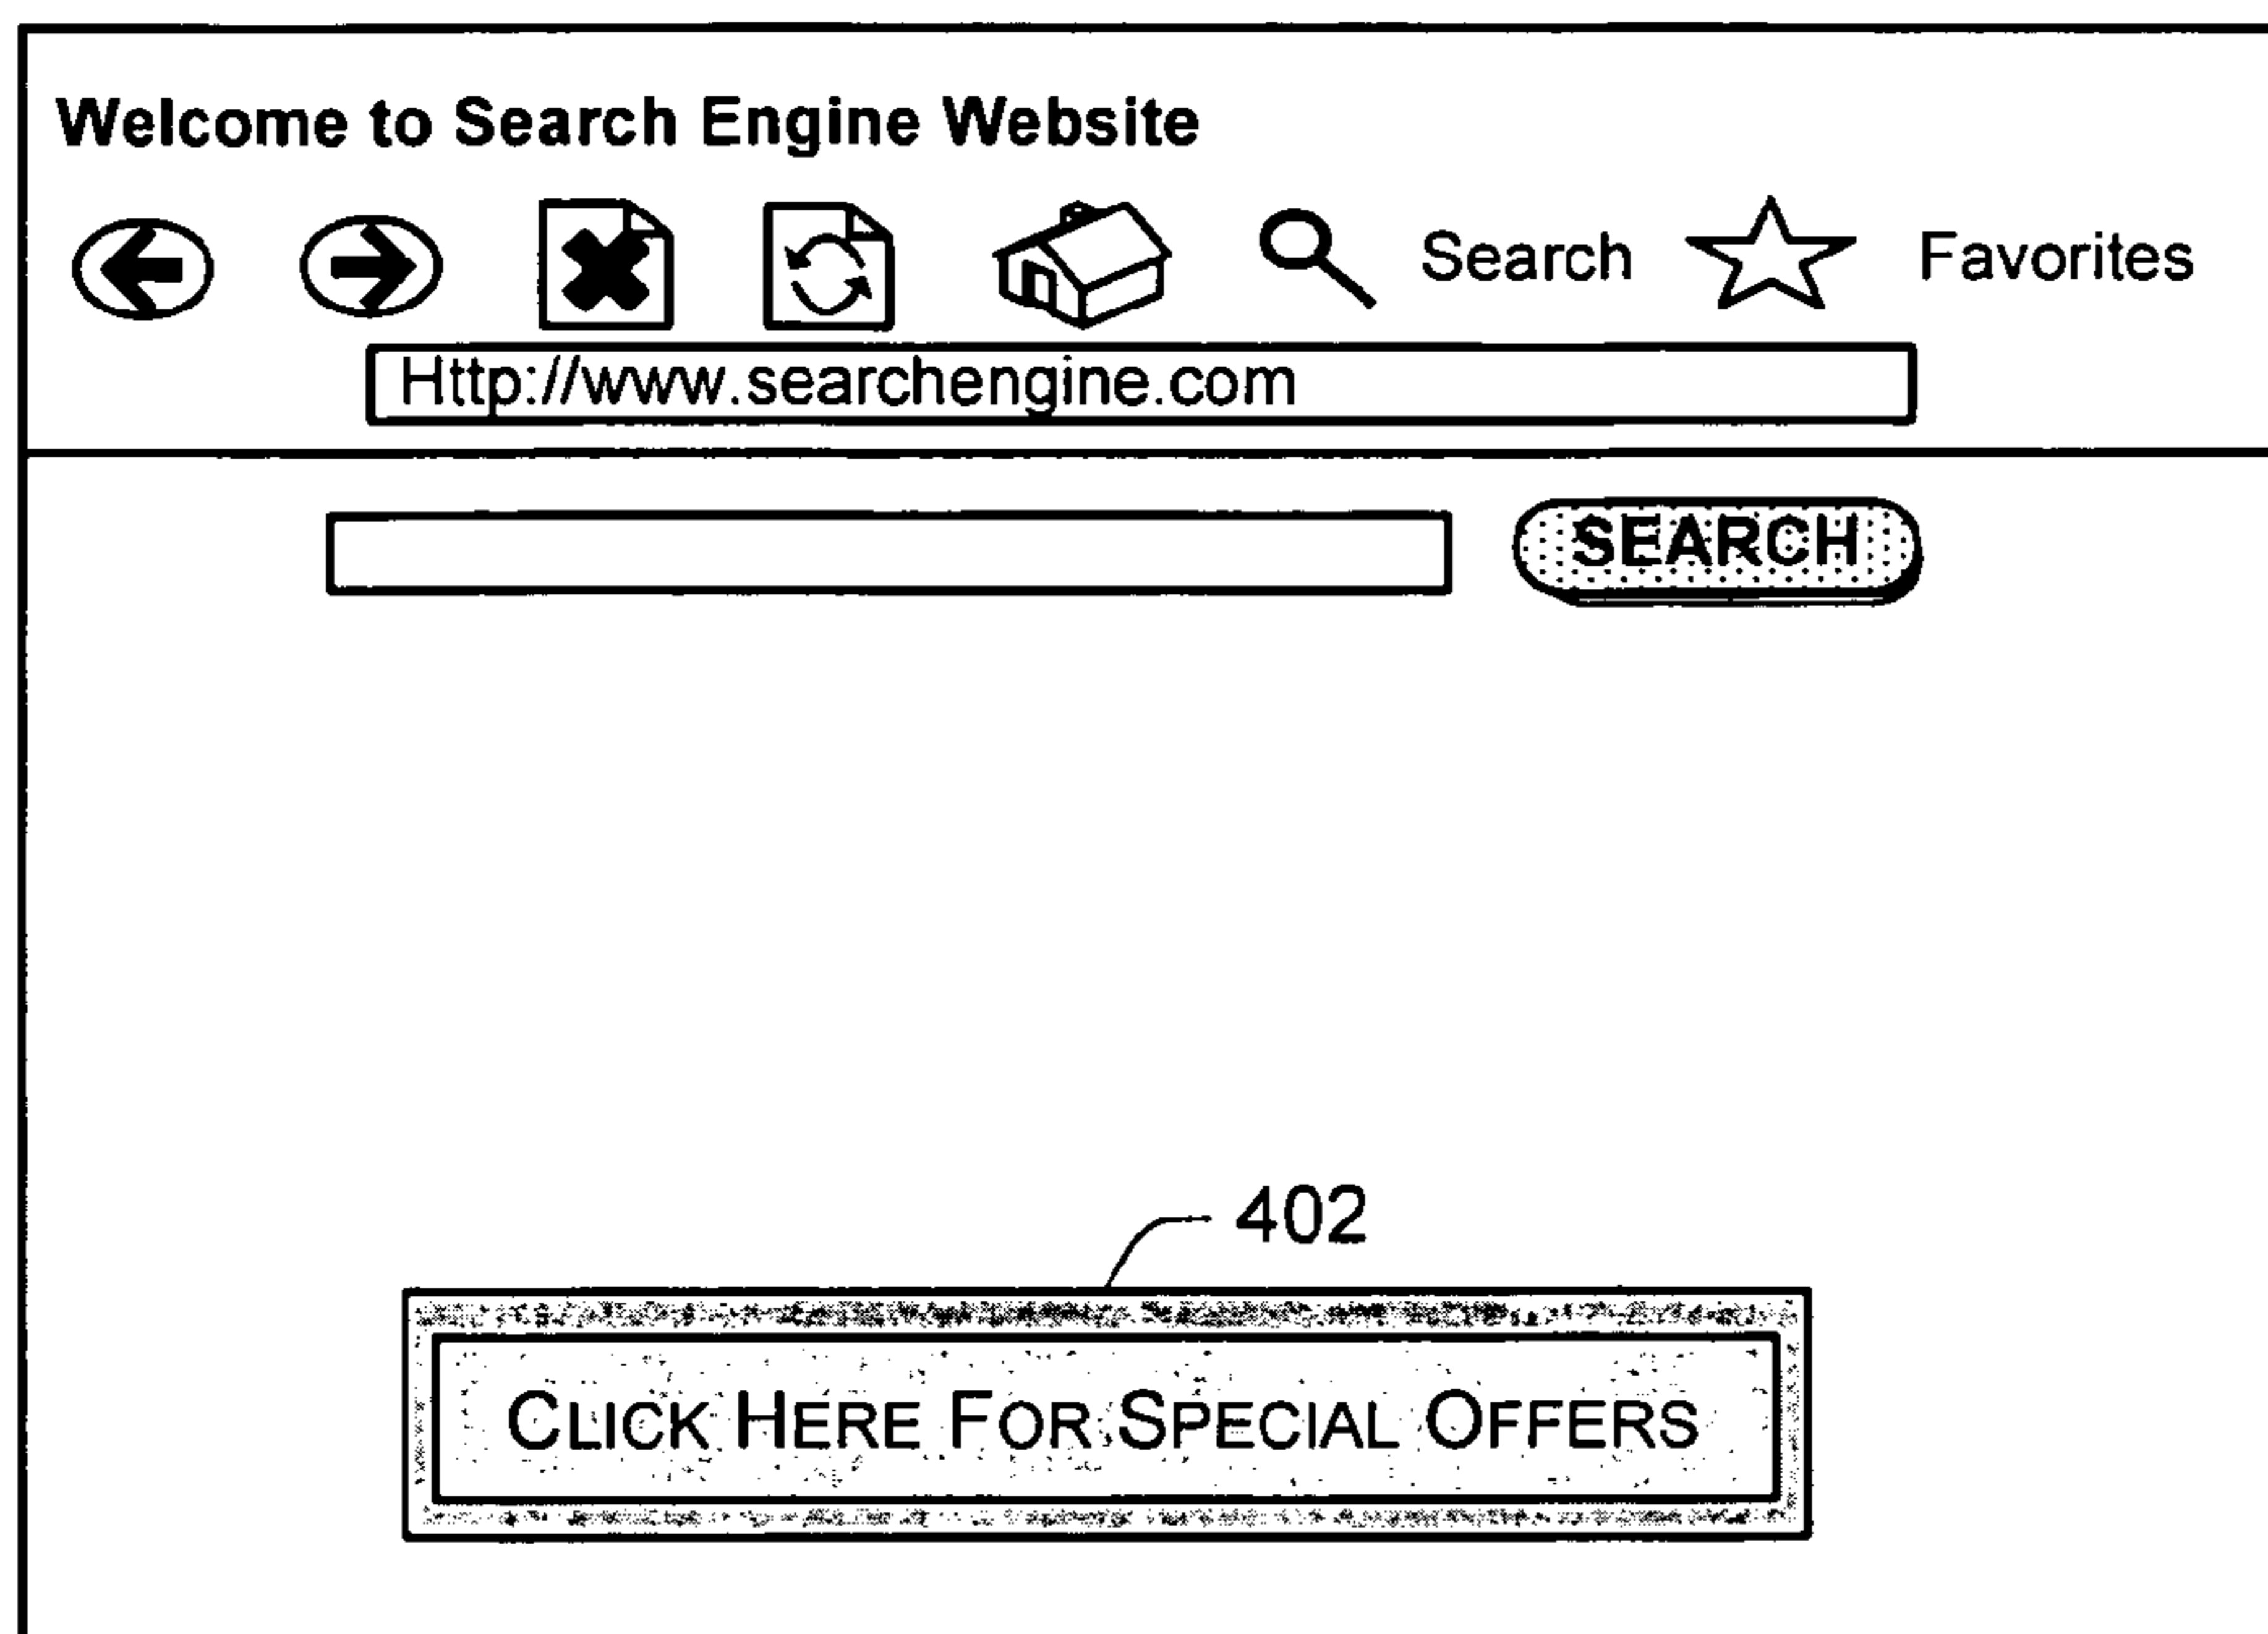 Welcome to Search Engine Website
Search Favorites
Http://www.searchengine.com
SEARCH
402
CLICK HERE FOR SPECIAL OFFERS